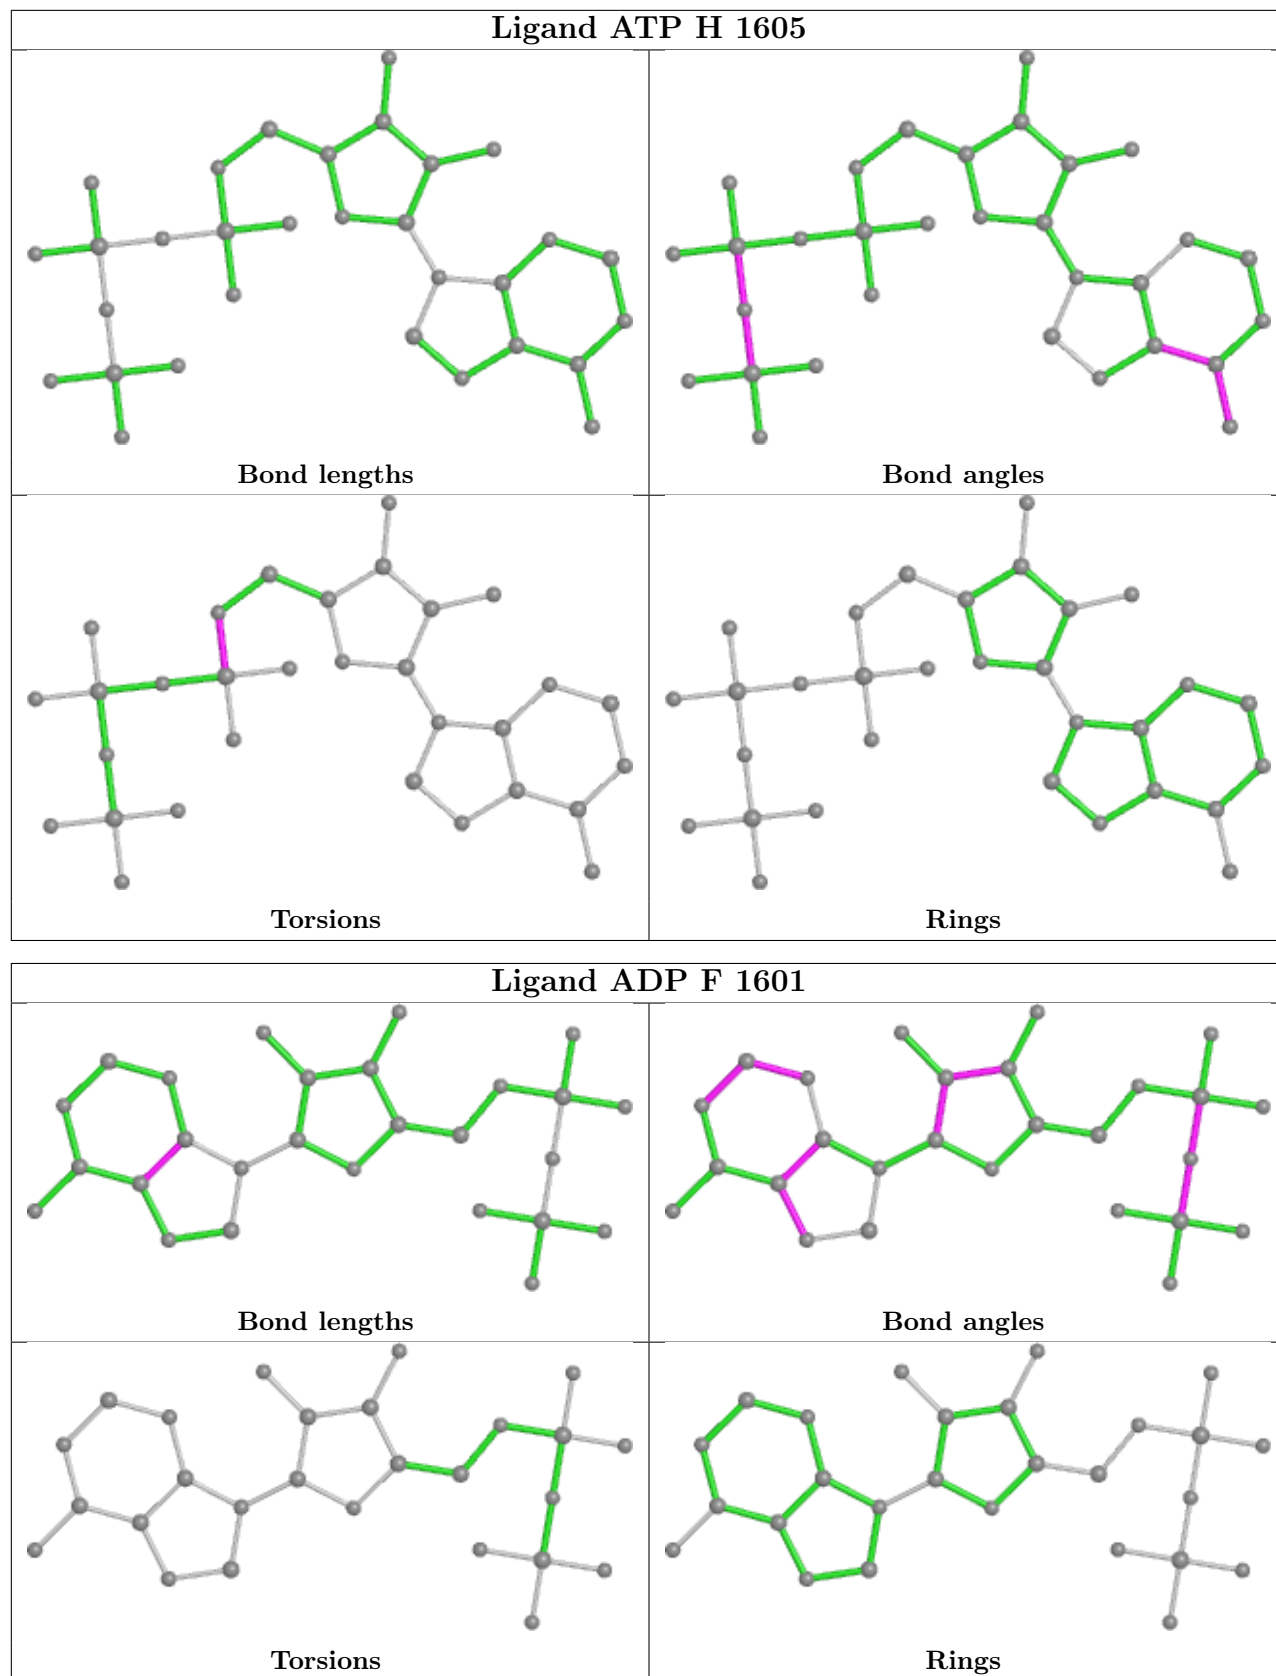 Ligand ATP H 1605
Bond lengths
Bond angles
Torsions
Rings
Ligand ADP F 1601
Bond lengths
Bond angles
Torsions
Rings